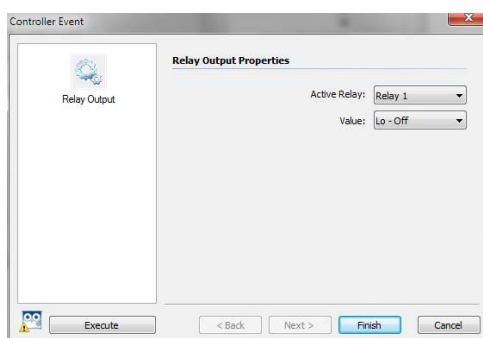 Controller Event
Relay Output
Relay Output Properties
Active Relay: Relay 1
Value: Lo - Off
Execute
< Back
Next >
Finish
Cancel